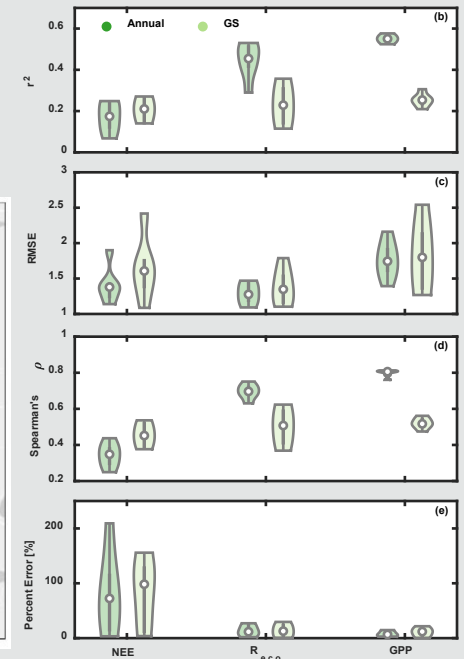 (b)
Annual GS
0.6
0.4
0.2
0
r²
(c)
3
2.5
2
1.5
1
RMSE
(d)
1
0.8
0.6
0.4
0.2
Spearman's ρ
(e)
200
100
0
Percent Error [%]
NEE R eco GPP